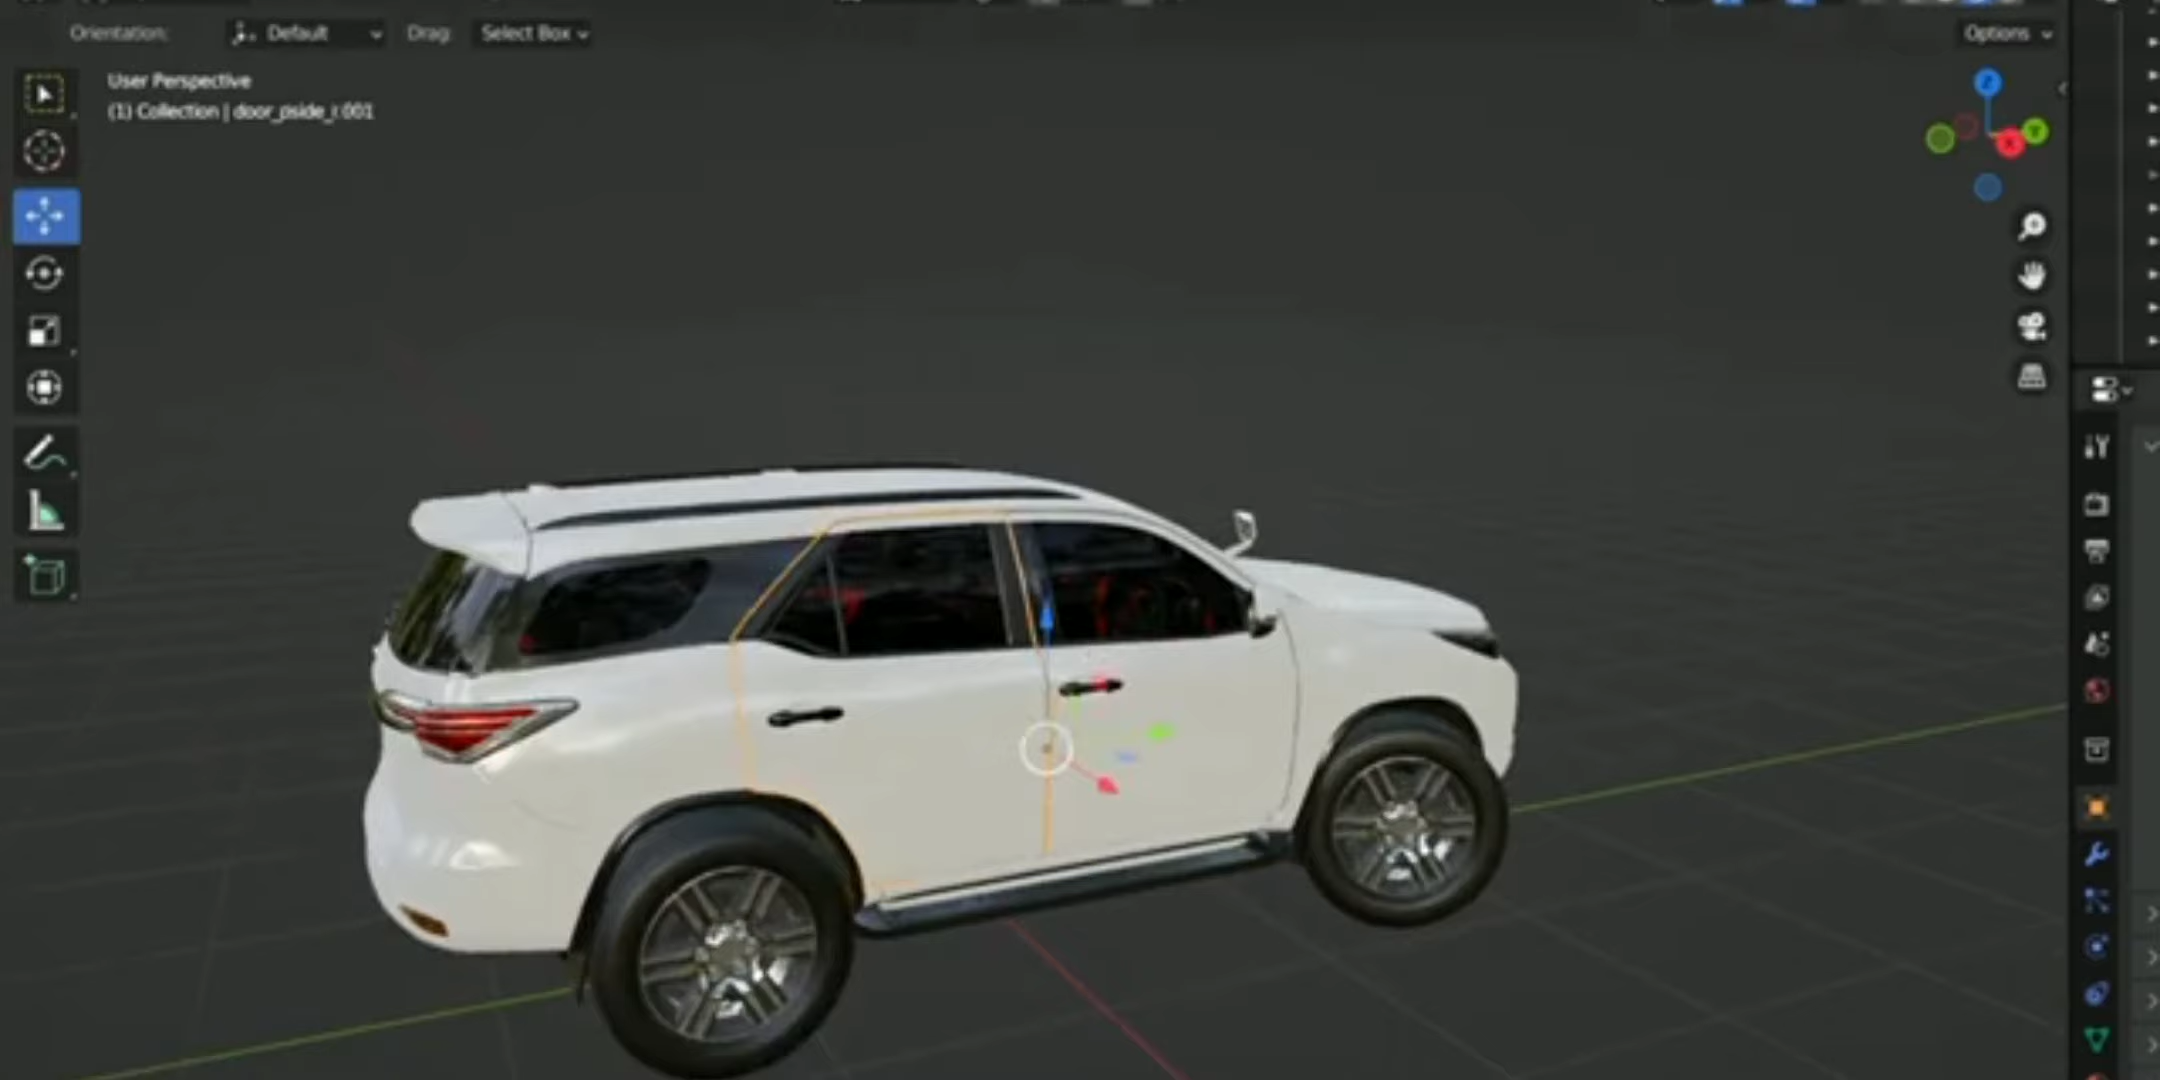 Orientation: Default Drag: Select Box Options
User Perspective
(1) Collection | door_pside_r.001
Z
Y
X